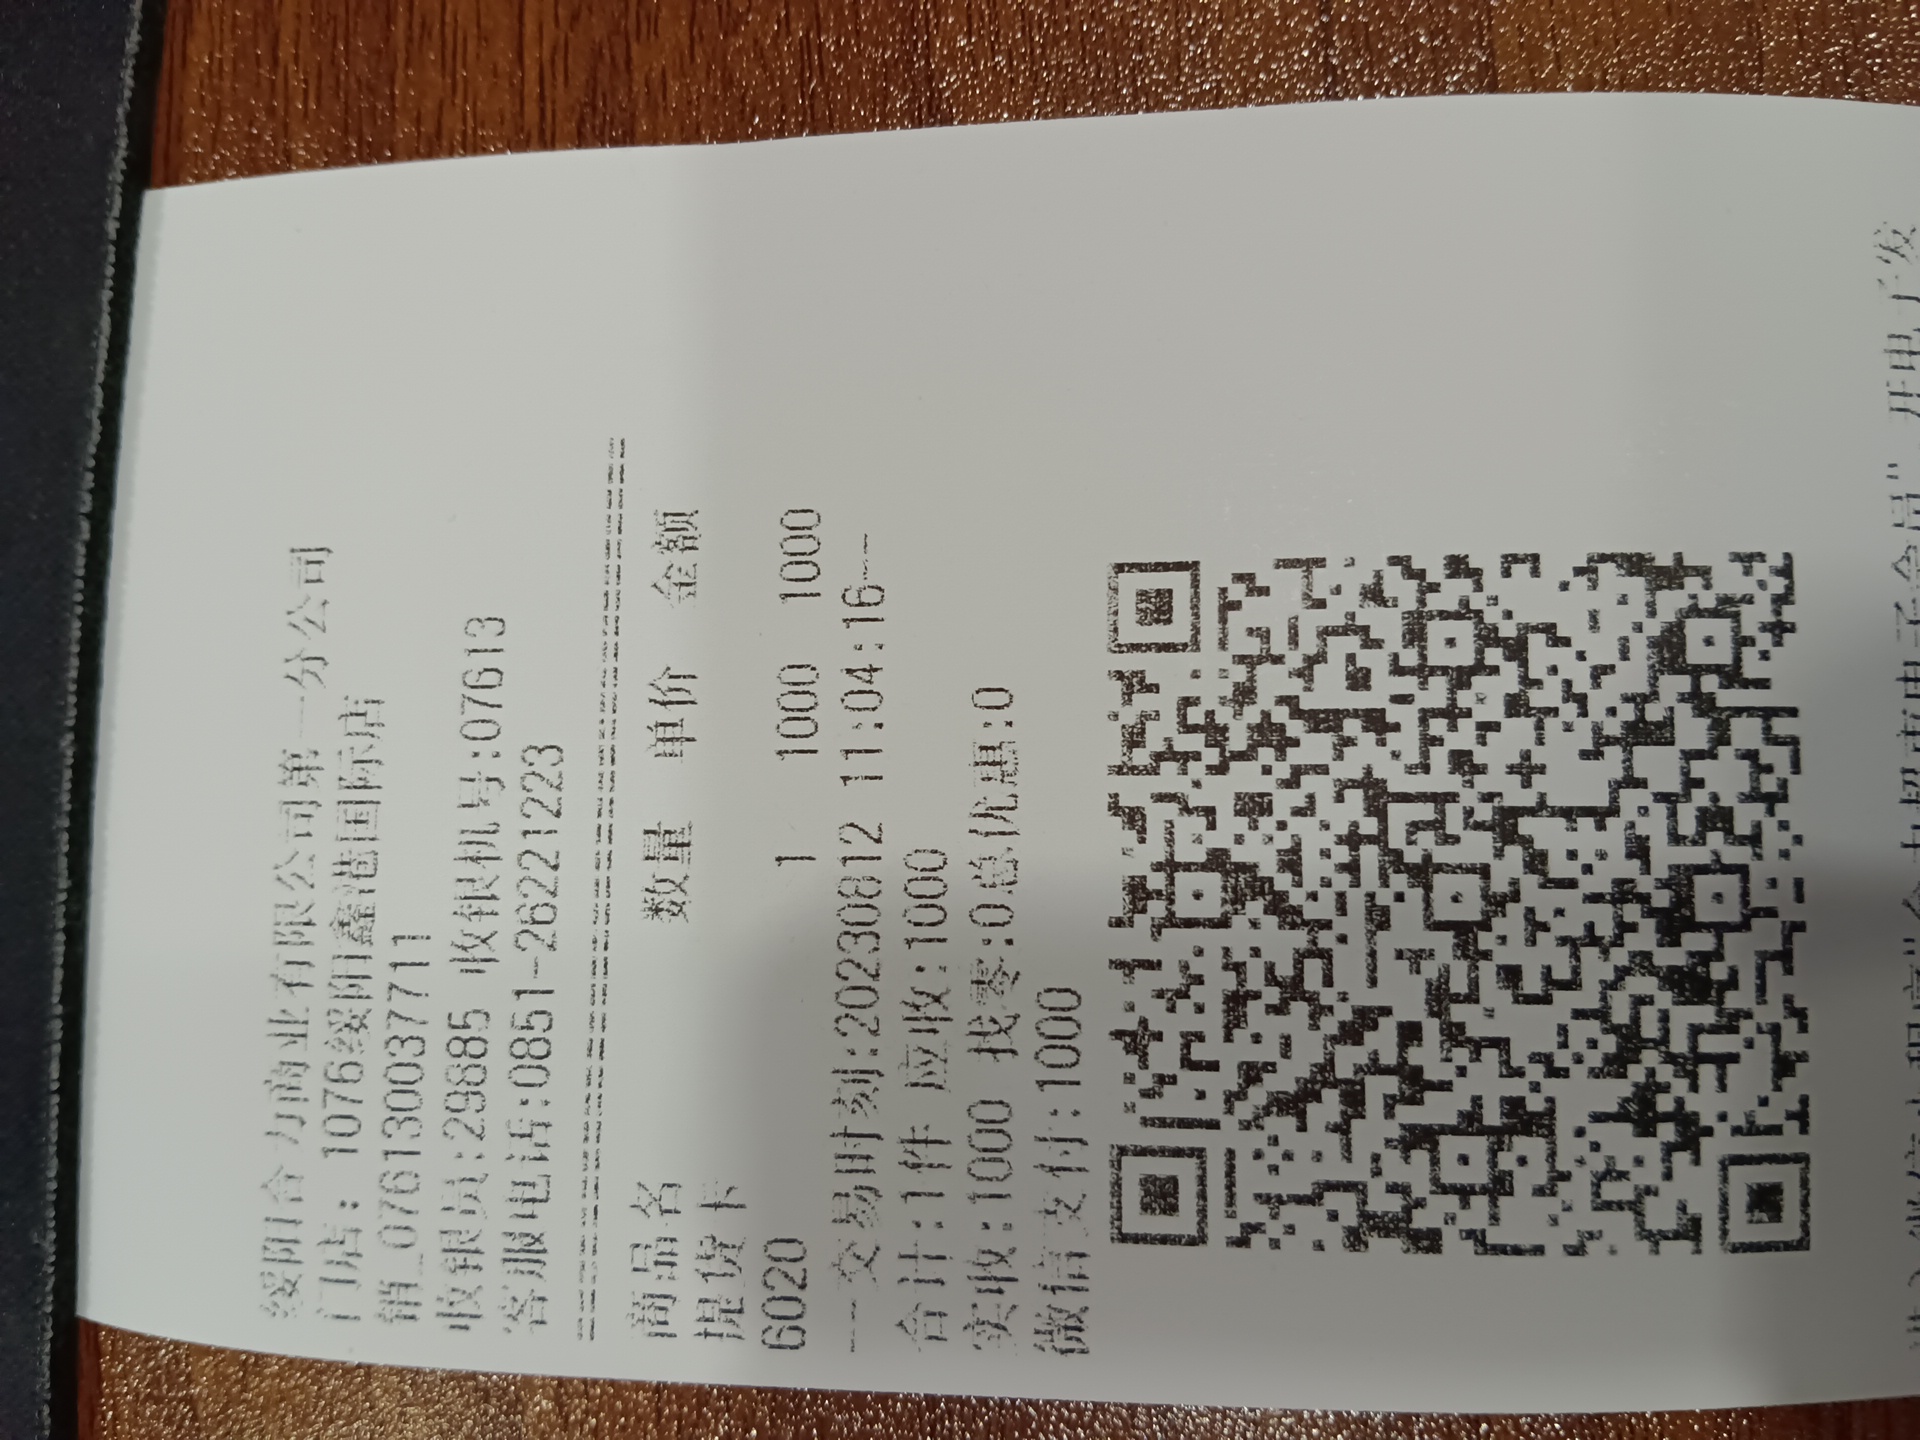 绥阳合力商业有限公司第一分公司
门店: 1076绥阳鑫港国际店
销_076130037711
收银员:29885 收银机号:07613
客服电话:0851-26221223
商品名 数量 单价 金额
提货卡
6020 1 1000 1000
--交易时刻:20230812 11:04:16--
合计:1件 应收:1000
实收:1000 找零:0总优惠:0
微信支付:1000